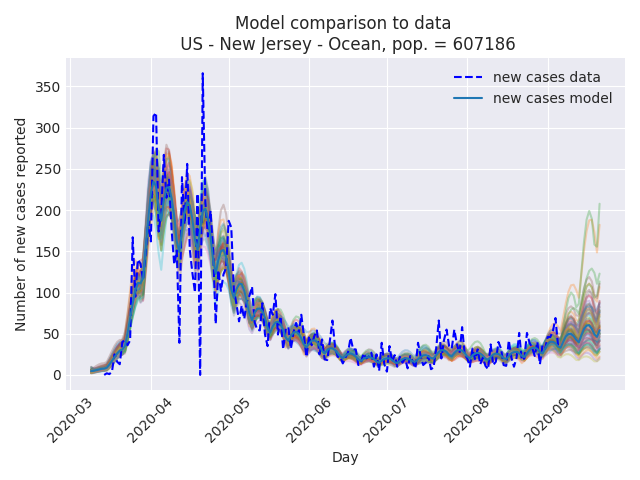 Model comparison to data
US - New Jersey - Ocean, pop. = 607186
new cases data
new cases model
Number of new cases reported
350
300
250
200
150
100
50
0
2020-03
2020-04
2020-05
2020-06
2020-07
2020-08
2020-09
Day